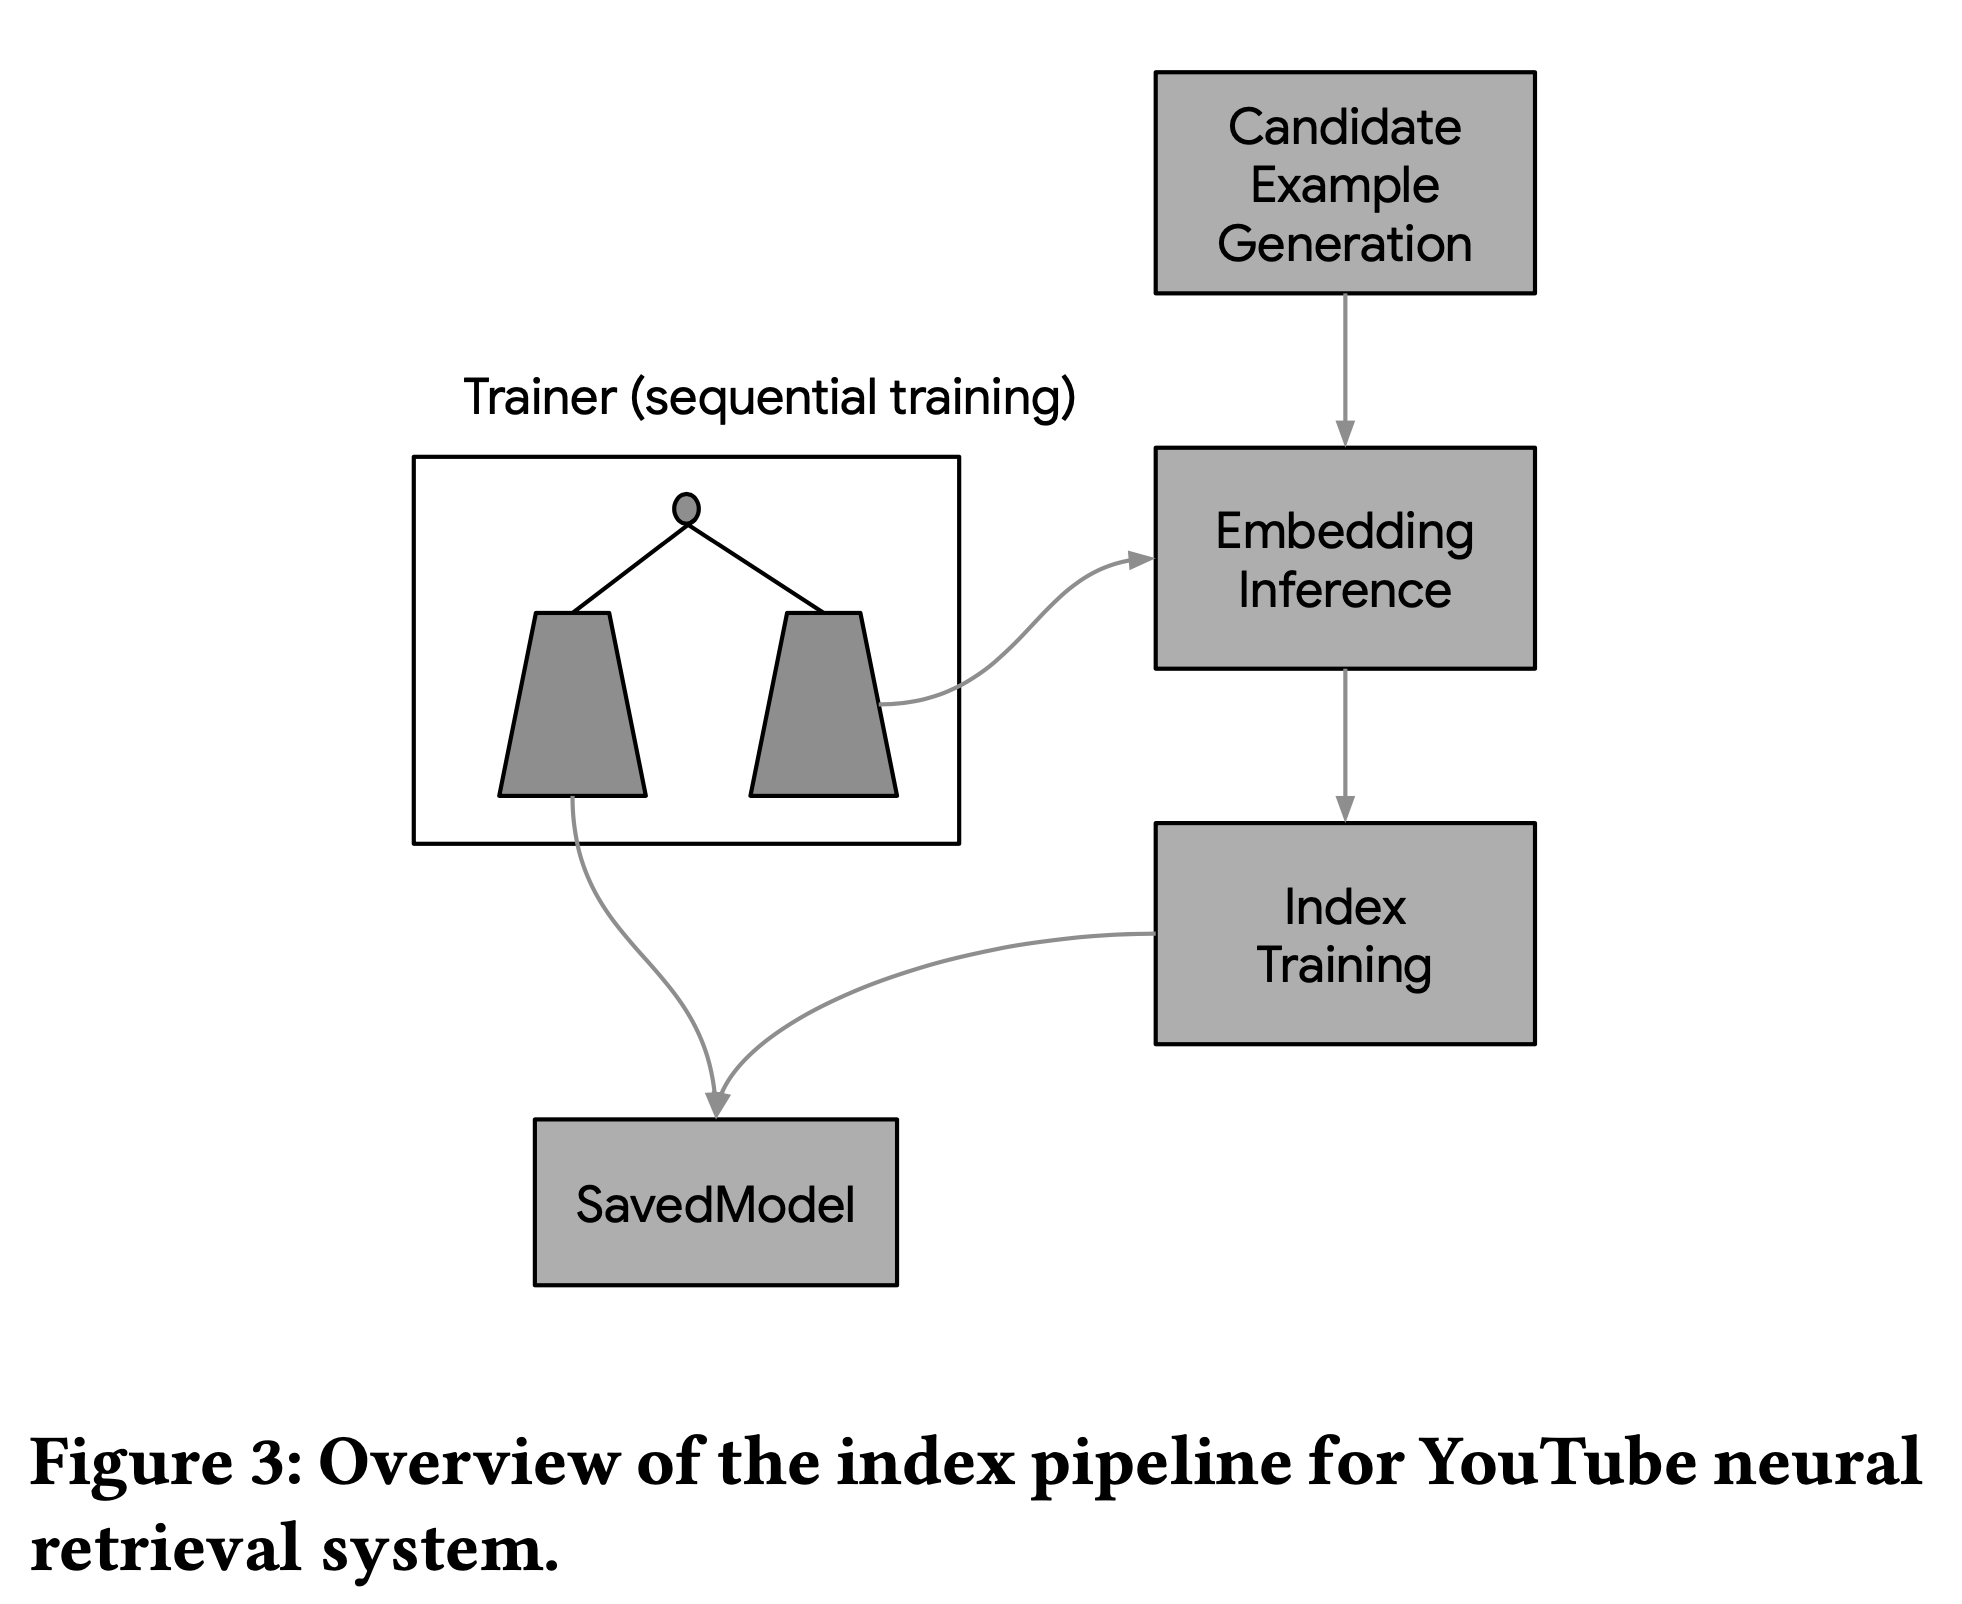 Candidate
Example
Generation
Trainer (sequential training)
Embedding
Inference
Index
Training
SavedModel
Figure 3: Overview of the index pipeline for YouTube neural
retrieval system.